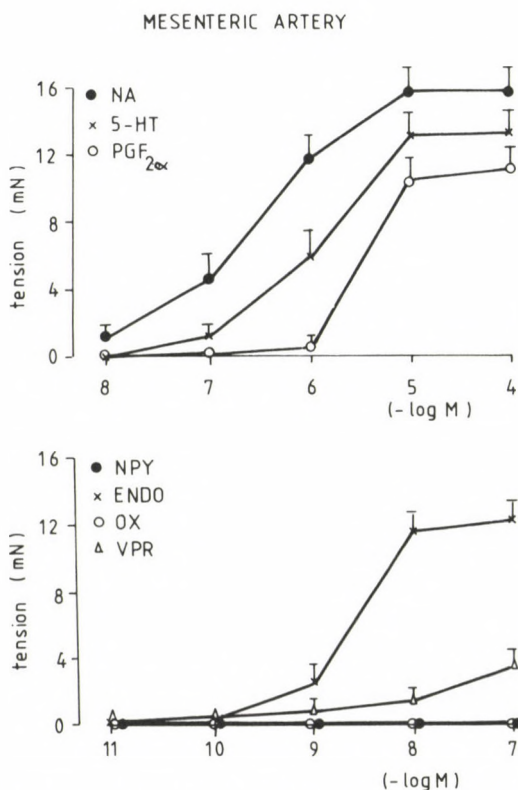 MESENTERIC ARTERY
16
12
8
4
0
tension (mN)
● NA
× 5-HT
○ PGF2α
8 7 6 5 4
(-log M)
16
12
8
4
0
tension (mN)
● NPY
× ENDO
○ OX
△ VPR
11 10 9 8 7
(-log M)